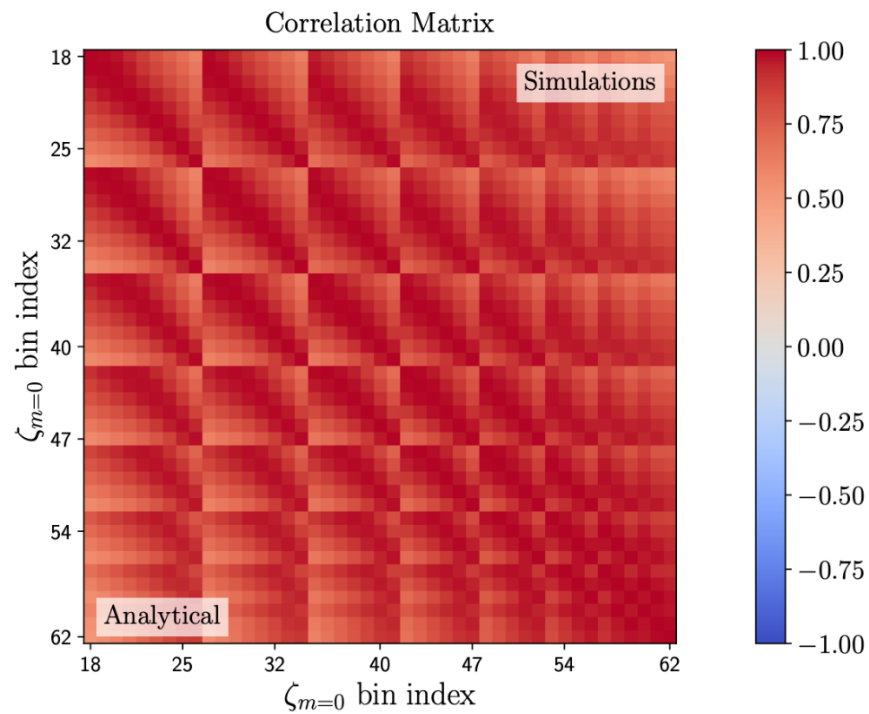 Correlation Matrix
Simulations
Analytical
ζ_{m=0} bin index
18
25
32
40
47
54
62
18 25 32 40 47 54 62
ζ_{m=0} bin index
1.00
0.75
0.50
0.25
0.00
−0.25
−0.50
−0.75
−1.00